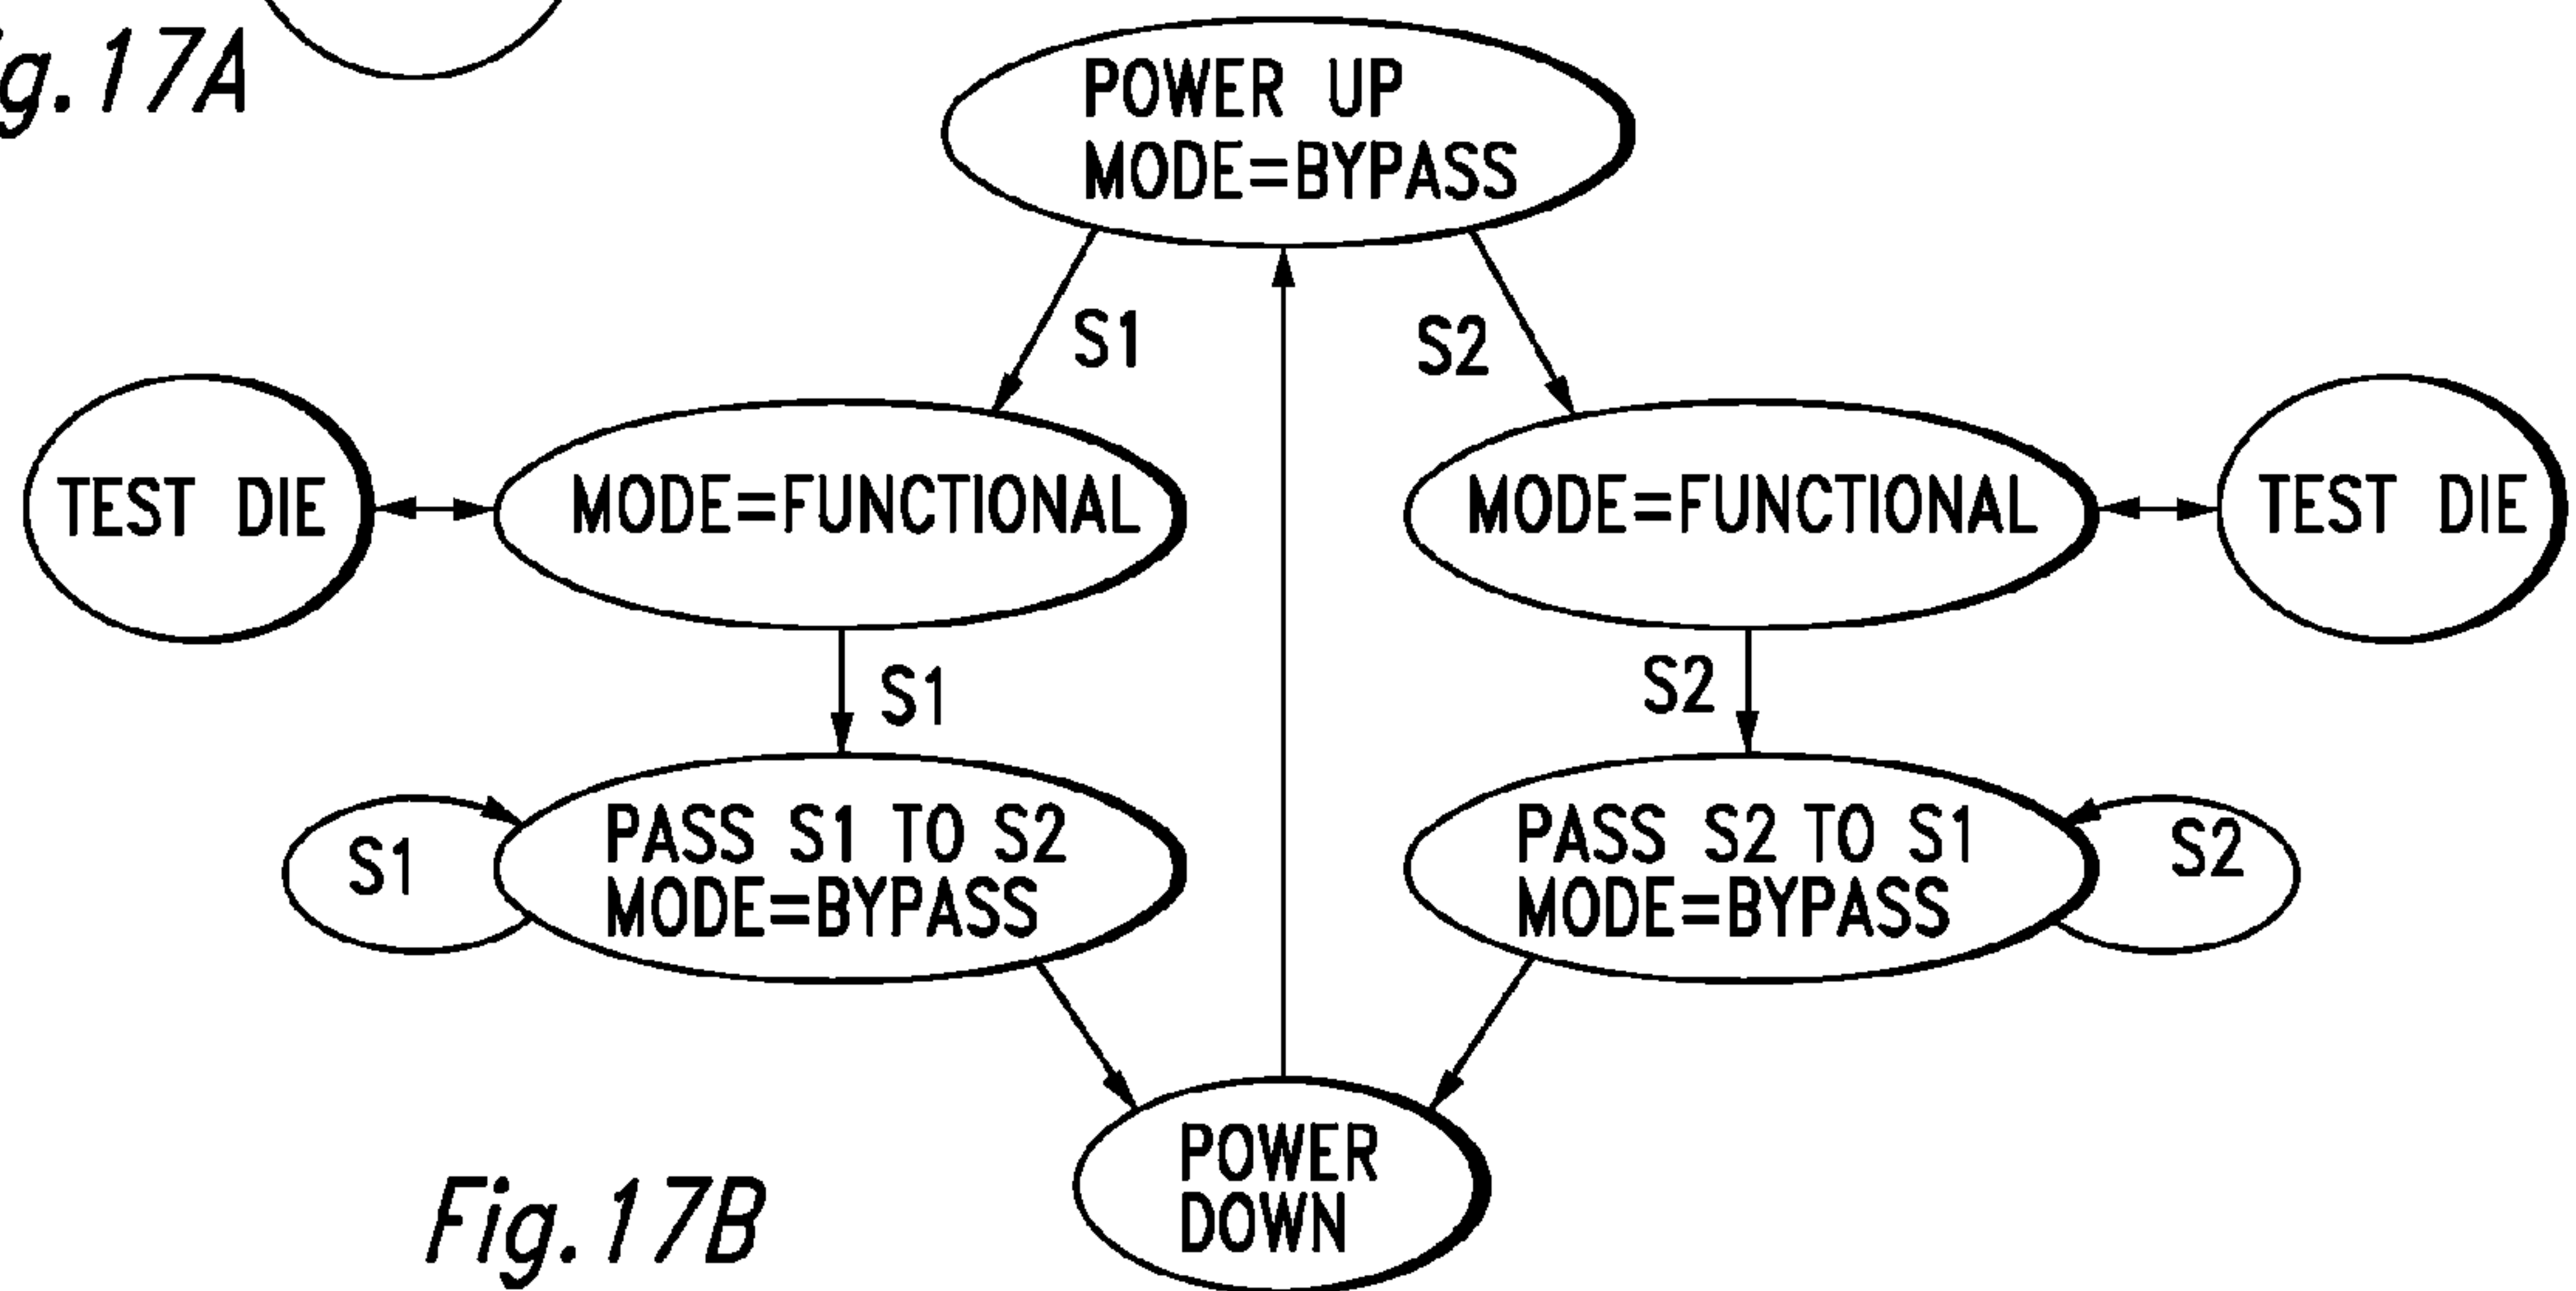 g.17A
POWER UP
MODE=BYPASS
S1
S2
TEST DIE
MODE=FUNCTIONAL
MODE=FUNCTIONAL
TEST DIE
S1
S2
S1
PASS S1 TO S2
MODE=BYPASS
PASS S2 TO S1
MODE=BYPASS
S2
POWER
DOWN
Fig.17B